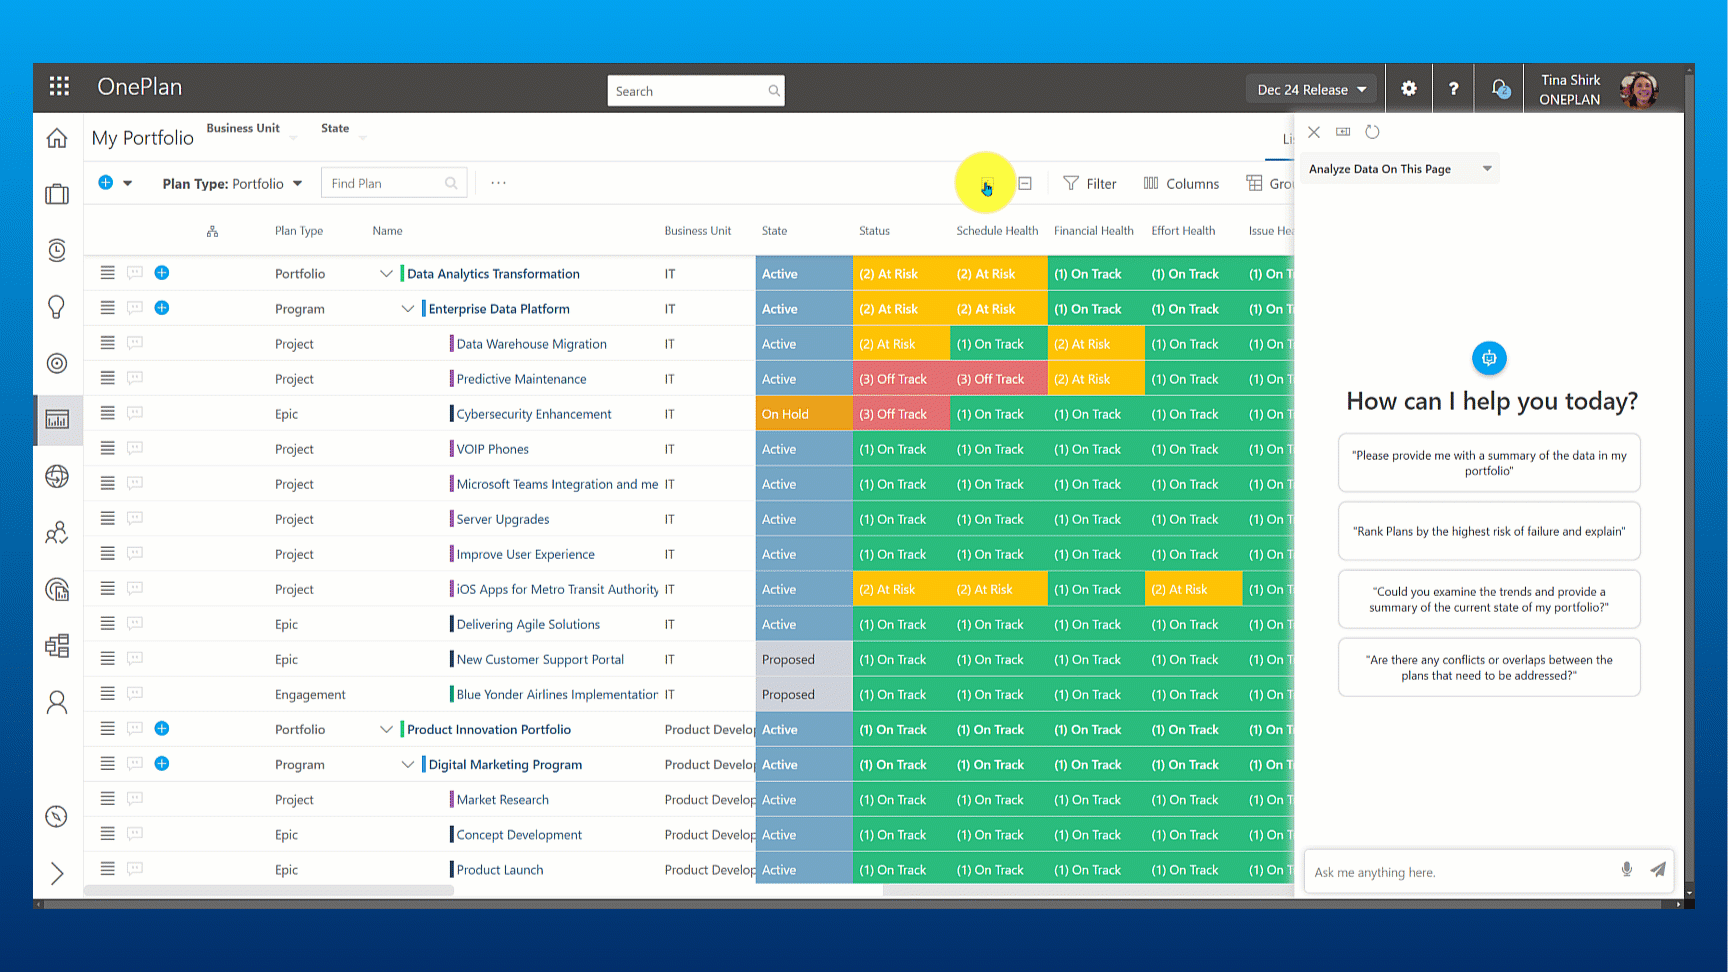 OnePlan
Search
Dec 24 Release
?
2
Tina Shirk
ONEPLAN
My Portfolio
Business Unit
State
Analyze Data On This Page
Plan Type: Portfolio
Find Plan
...
Filter
Columns
Plan Type Name Business Unit State Status Schedule Health Financial Health Effort Health Issue
Portfolio Data Analytics Transformation IT Active (2) At Risk (2) At Risk (1) On Track (1) On Track (1) On
Program Enterprise Data Platform IT Active (2) At Risk (2) At Risk (1) On Track (1) On Track (1) On
Project Data Warehouse Migration IT Active (2) At Risk (1) On Track (2) At Risk (1) On Track (1) On
Project Predictive Maintenance IT Active (3) Off Track (3) Off Track (2) At Risk (1) On Track (1) On
Epic Cybersecurity Enhancement IT On Hold (3) Off Track (1) On Track (1) On Track (1) On Track (1) On
Project VOIP Phones IT Active (1) On Track (1) On Track (1) On Track (1) On Track (1) On
Project Microsoft Teams Integration and me IT Active (1) On Track (1) On Track (1) On Track (1) On Track (1) On
Project Server Upgrades IT Active (1) On Track (1) On Track (1) On Track (1) On Track (1) On
Project Improve User Experience IT Active (1) On Track (1) On Track (1) On Track (1) On Track (1) On
Project iOS Apps for Metro Transit Authority IT Active (2) At Risk (2) At Risk (1) On Track (2) At Risk (1) On
Epic Delivering Agile Solutions IT Active (1) On Track (1) On Track (1) On Track (1) On Track (1) On
Epic New Customer Support Portal IT Proposed (1) On Track (1) On Track (1) On Track (1) On Track (1) On
Engagement Blue Yonder Airlines Implementation IT Proposed (1) On Track (1) On Track (1) On Track (1) On Track (1) On
Portfolio Product Innovation Portfolio Product Develop Active (1) On Track (1) On Track (1) On Track (1) On Track (1) On
Program Digital Marketing Program Product Develop Active (1) On Track (1) On Track (1) On Track (1) On Track (1) On
Project Market Research Product Develop Active (1) On Track (1) On Track (1) On Track (1) On Track (1) On
Epic Concept Development Product Develop Active (1) On Track (1) On Track (1) On Track (1) On Track (1) On
Epic Product Launch Product Develop Active (1) On Track (1) On Track (1) On Track (1) On Track (1) On
How can I help you today?
"Please provide me with a summary of the data in my
portfolio"
"Rank Plans by the highest risk of failure and explain"
"Could you examine the trends and provide a
summary of the current state of my portfolio?"
"Are there any conflicts or overlaps between the
plans that need to be addressed?"
Ask me anything here.